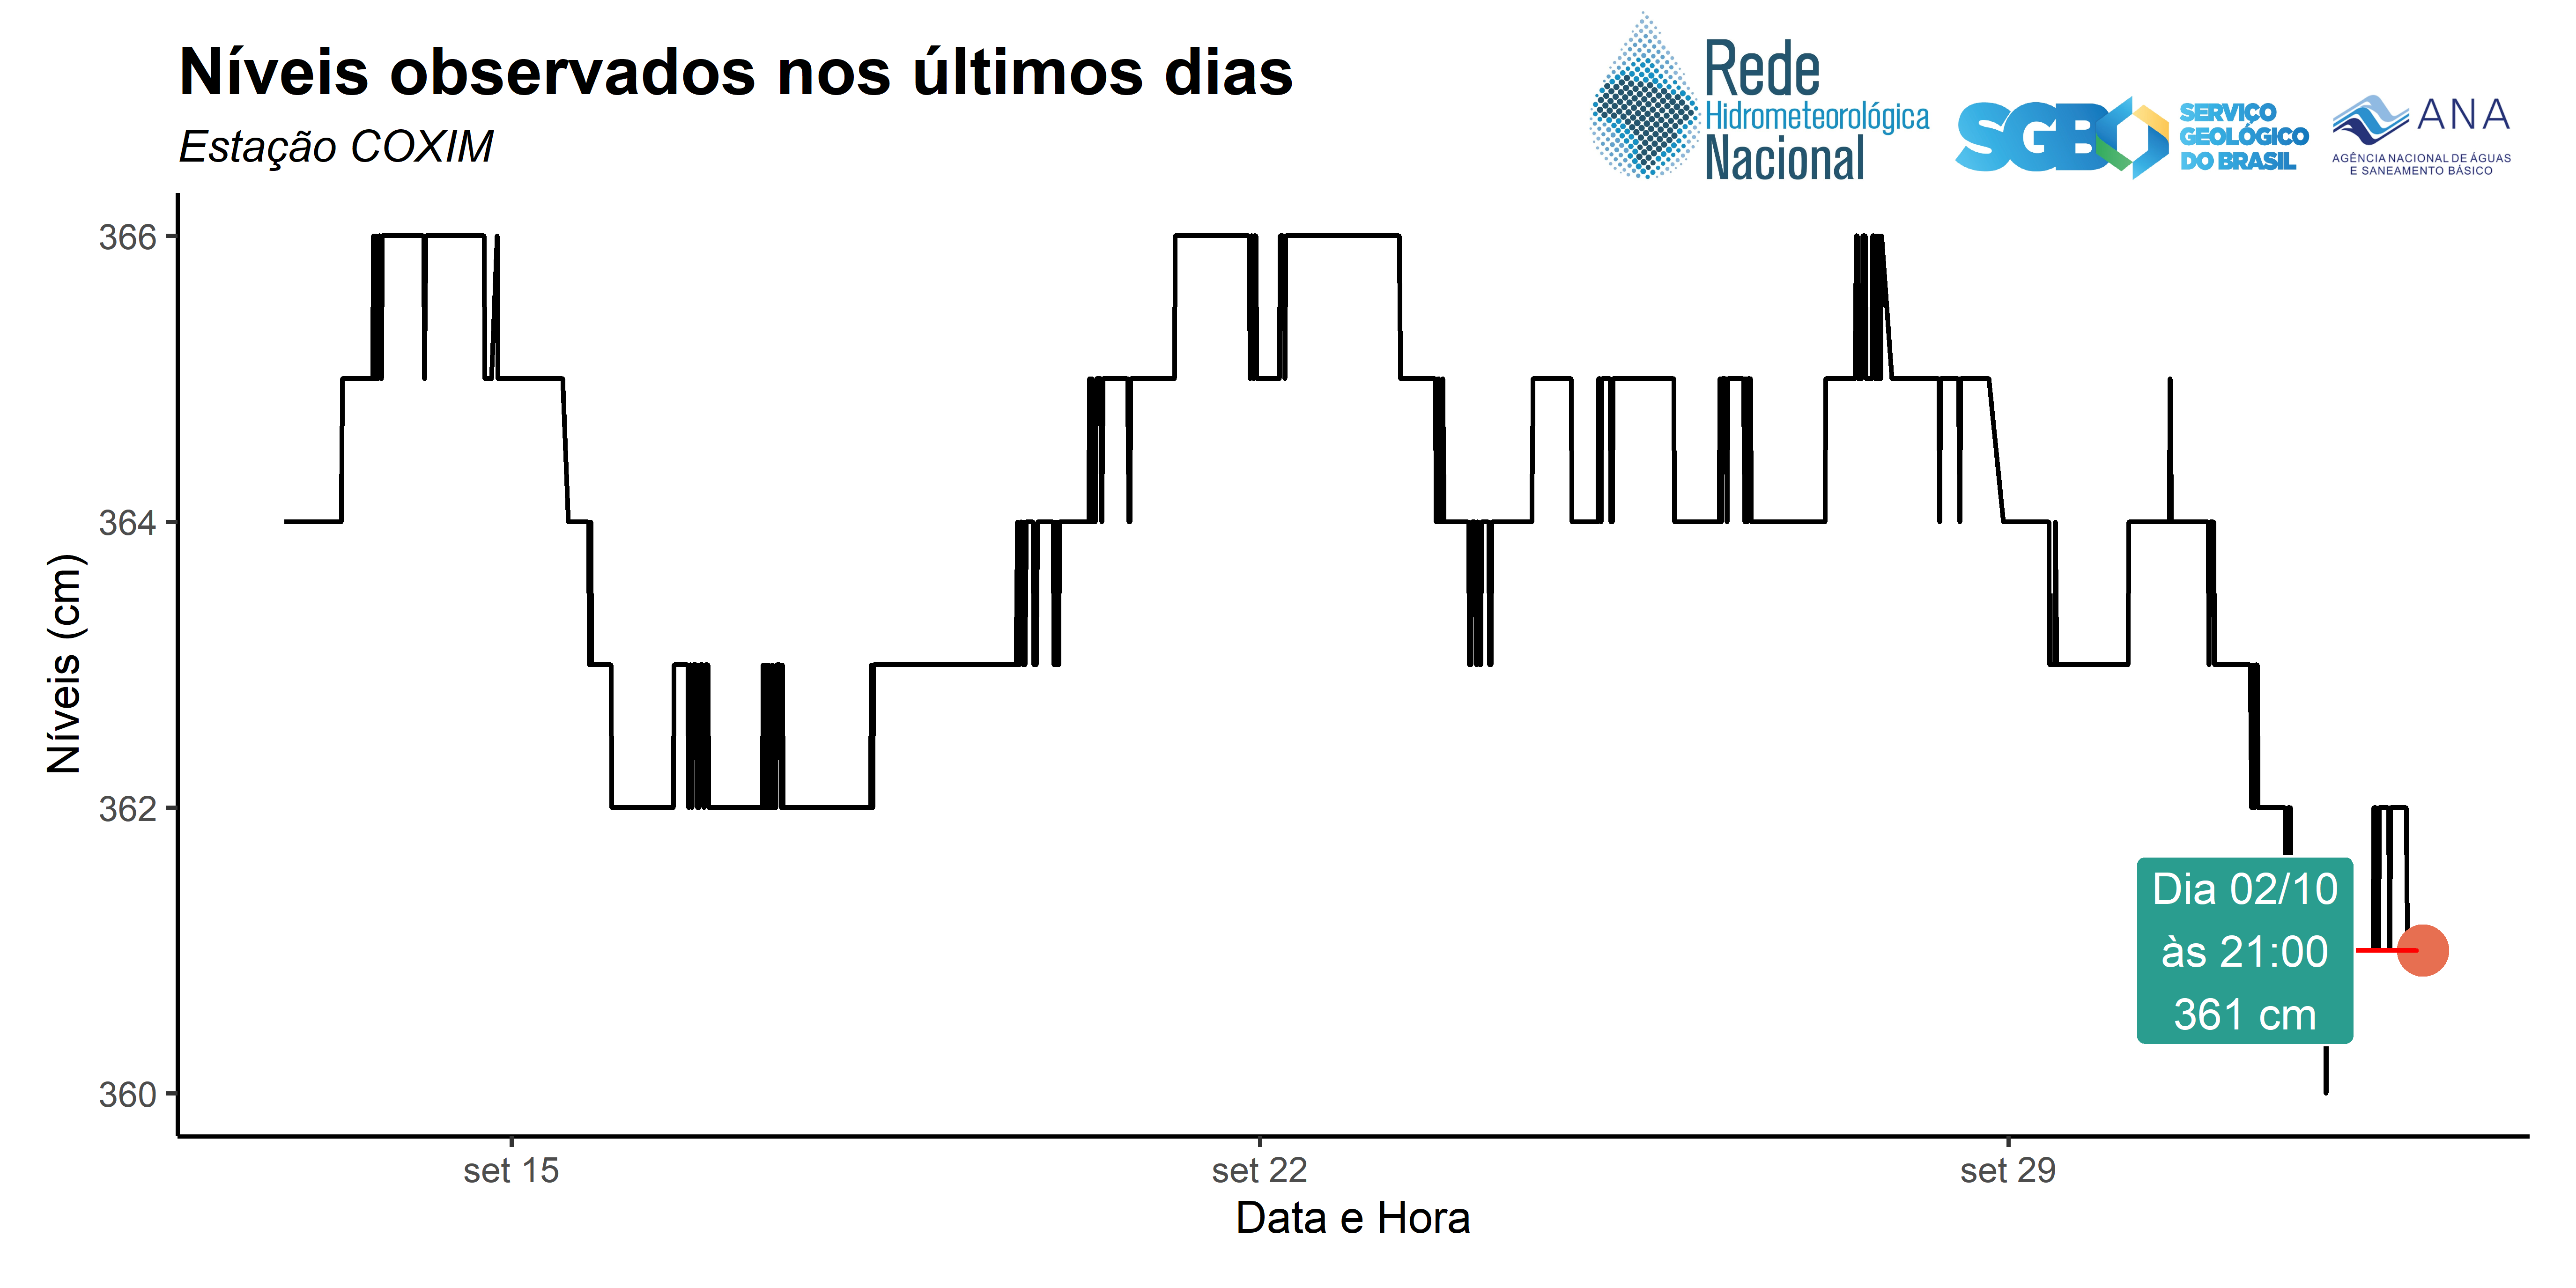 Níveis observados nos últimos dias
Estação COXIM
Rede
Hidrometeorológica
Nacional
SGB
SERVIÇO
GEOLÓGICO
DO BRASIL
ANA
AGÊNCIA NACIONAL DE ÁGUAS
E SANEAMENTO BÁSICO
Níveis (cm)
366
364
362
360
Dia 02/10
às 21:00
361 cm
set 15
set 22
set 29
Data e Hora